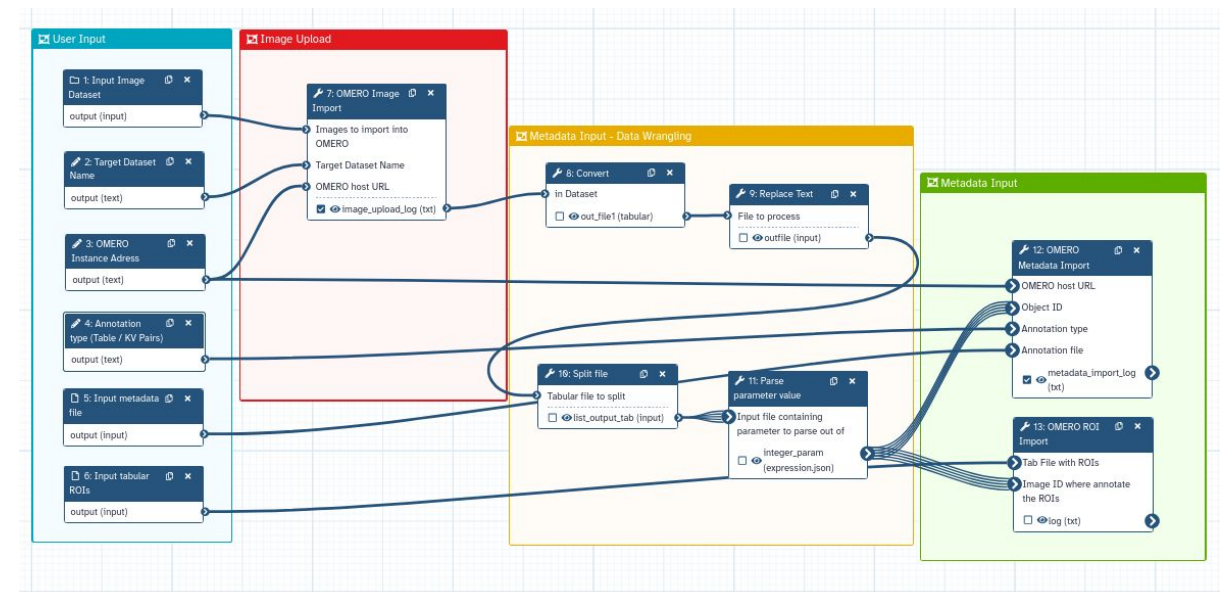 User Input
1: Input Image
Dataset
output (input)
2: Target Dataset
Name
output (text)
3: OMERO
Instance Adress
output (text)
4: Annotation
type (Table / KV Pairs)
output (text)
5: Input metadata
file
output (input)
6: Input tabular
ROIs
output (input)
Image Upload
7: OMERO Image
Import
Images to import into
OMERO
Target Dataset Name
OMERO host URL
image_upload_log (txt)
Metadata Input - Data Wrangling
8: Convert
in Dataset
out_file1 (tabular)
9: Replace Text
File to process
outfile (input)
10: Split file
Tabular file to split
list_output_tab (input)
11: Parse
parameter value
Input file containing
parameter to parse out of
integer_param
(expression.json)
Metadata Input
12: OMERO
Metadata Import
OMERO host URL
Object ID
Annotation type
Annotation file
metadata_import_log
(txt)
13: OMERO ROI
Import
Tab File with ROIs
Image ID where annotate
the ROIs
log (txt)